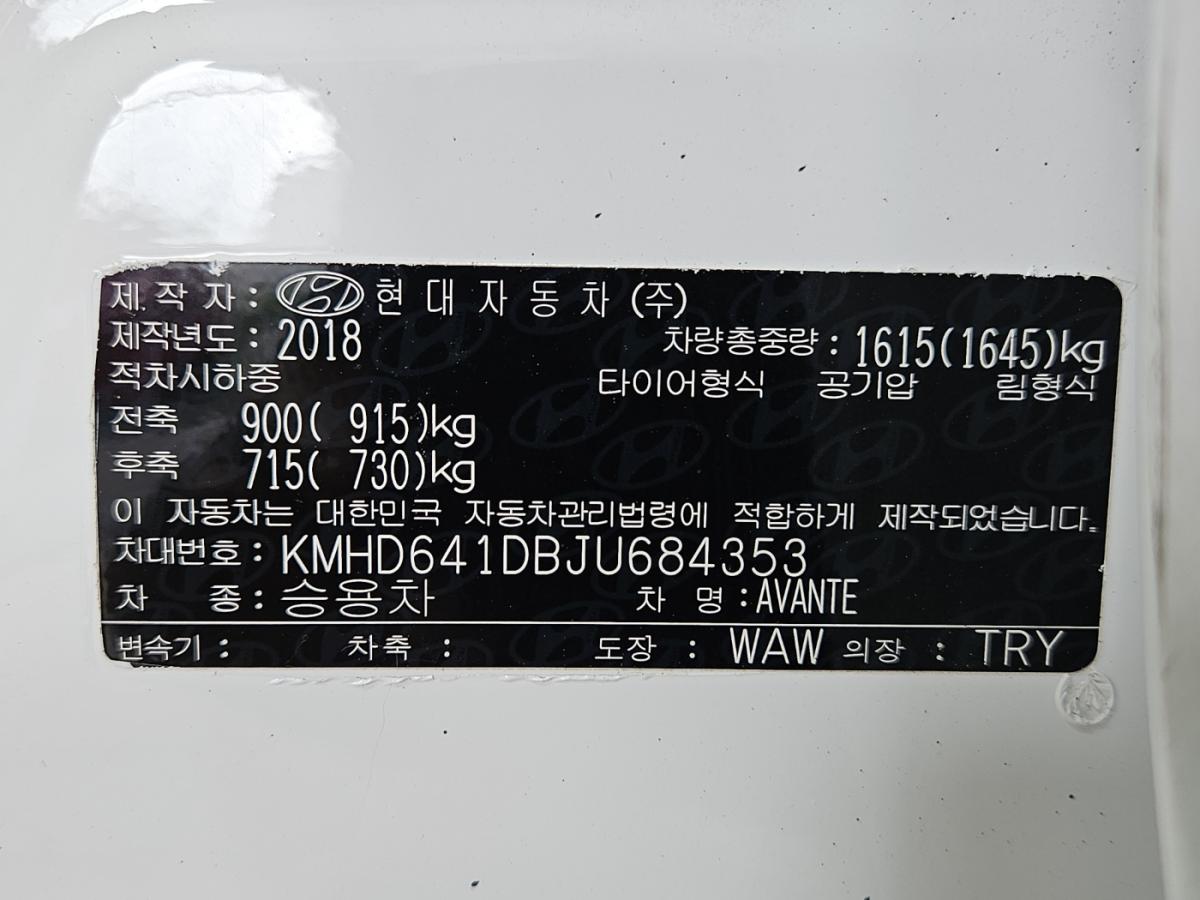 제 작 자 : 현 대 자 동 차 (주)
제작년도 : 2018 차량총중량 : 1615(1645)kg
적차시하중 타이어형식 공기압 림형식
전축 900( 915)kg
후축 715( 730)kg
이 자동차는 대한민국 자동차관리법령에 적합하게 제작되었습니다.
차대번호 : KMHD641DBJU684353
차 종 : 승용차 차 명 : AVANTE
변속기 : 차축 : 도장 : WAW 의장 : TRY